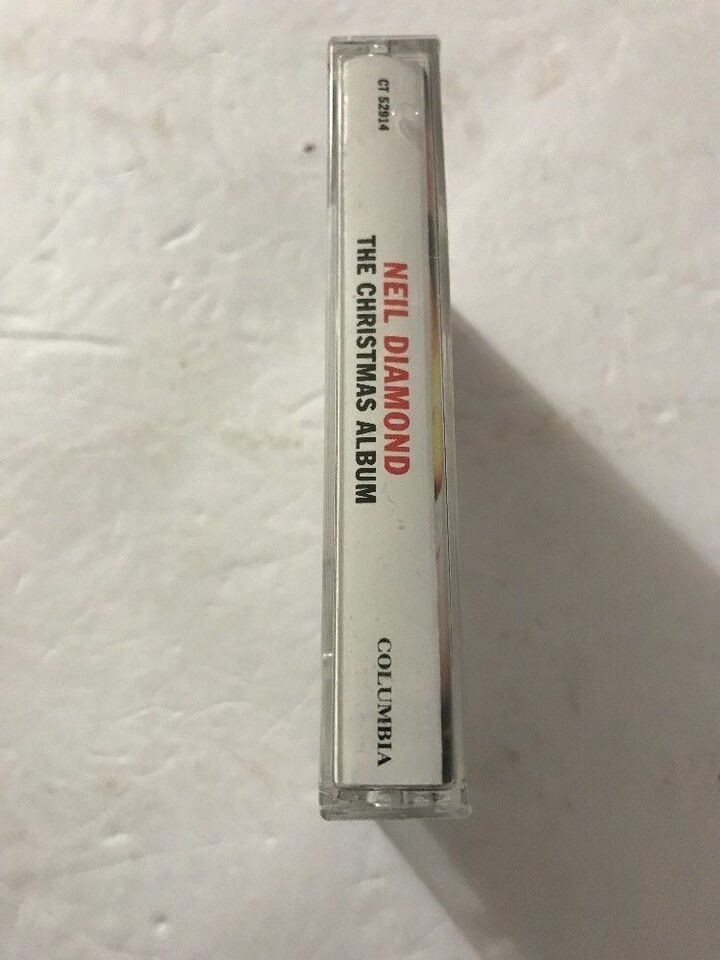 CT 52914
NEIL DIAMOND
THE CHRISTMAS ALBUM
COLUMBIA